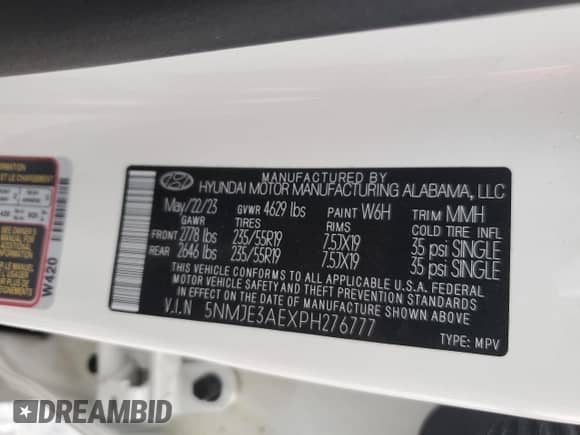 MANUFACTURED BY
HYUNDAI MOTOR MANUFACTURING ALABAMA, LLC
May/22/23 GVWR 4629 lbs PAINT W6H TRIM MMH
GAWR TIRES RIMS COLD TIRE INFL
FRONT 2778 lbs 235/55R19 7.5JX19 35 psi SINGLE
REAR 2646 lbs 235/55R19 7.5JX19 35 psi SINGLE
THIS VEHICLE CONFORMS TO ALL APPLICABLE U.S.A. FEDERAL
MOTOR VEHICLE SAFETY AND THEFT PREVENTION STANDARDS IN
EFFECT ON THE DATE OF MANUFACTURE SHOWN ABOVE.
V.I.N 5NMJE3AEXPH276777
TYPE: MPV
W420
DREAMBID